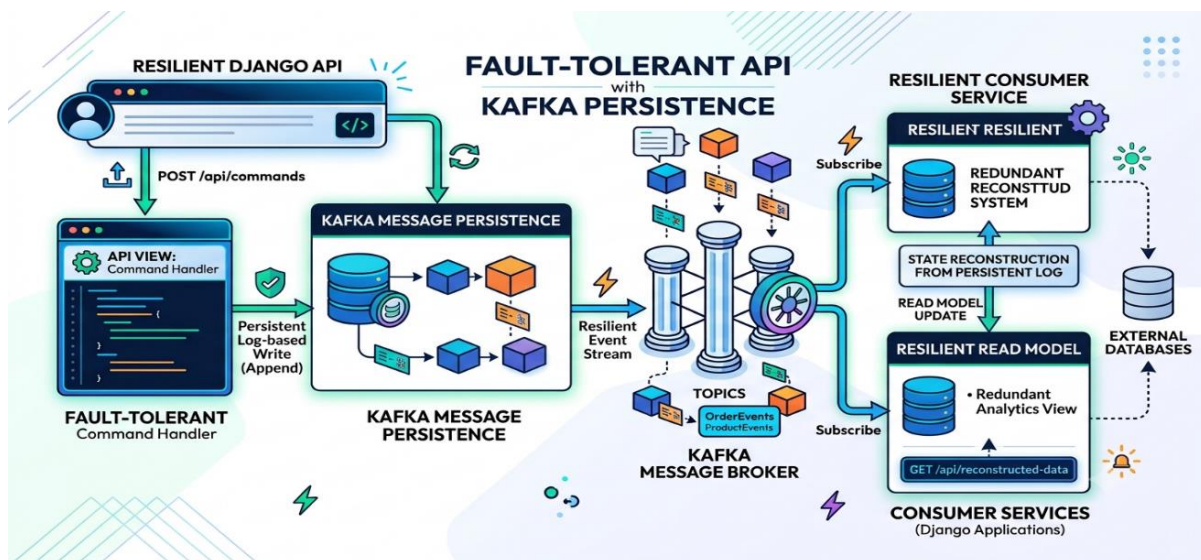 RESILIENT DJANGO API
</>
POST /api/commands
API VIEW:
Command Handler
FAULT-TOLERANT
Command Handler
Persistent
Log-based
Write
(Append)
FAULT-TOLERANT API
with
KAFKA PERSISTENCE
KAFKA MESSAGE PERSISTENCE
KAFKA MESSAGE
PERSISTENCE
Resilient
Event
Stream
TOPICS
OrderEvents
ProductEvents
KAFKA
MESSAGE BROKER
Subscribe
Subscribe
RESILIENT CONSUMER
SERVICE
RESILIENT RESILIENT
REDUNDANT
RECONSTTUD
SYSTEM
STATE RECONSTRUCTION
FROM PERSISTENT LOG
READ MODEL
UPDATE
RESILIENT READ MODEL
• Redundant
Analytics View
GET /api/reconstructed-data
CONSUMER SERVICES
(Django Applications)
EXTERNAL
DATABASES